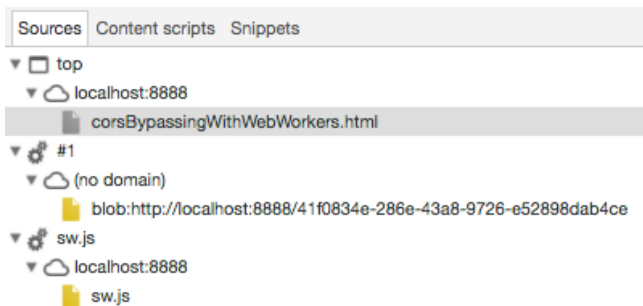 Sources Content scripts Snippets
top
localhost:8888
corsBypassingWithWebWorkers.html
#1
(no domain)
blob:http://localhost:8888/41f0834e-286e-43a8-9726-e52898dab4ce
sw.js
localhost:8888
sw.js